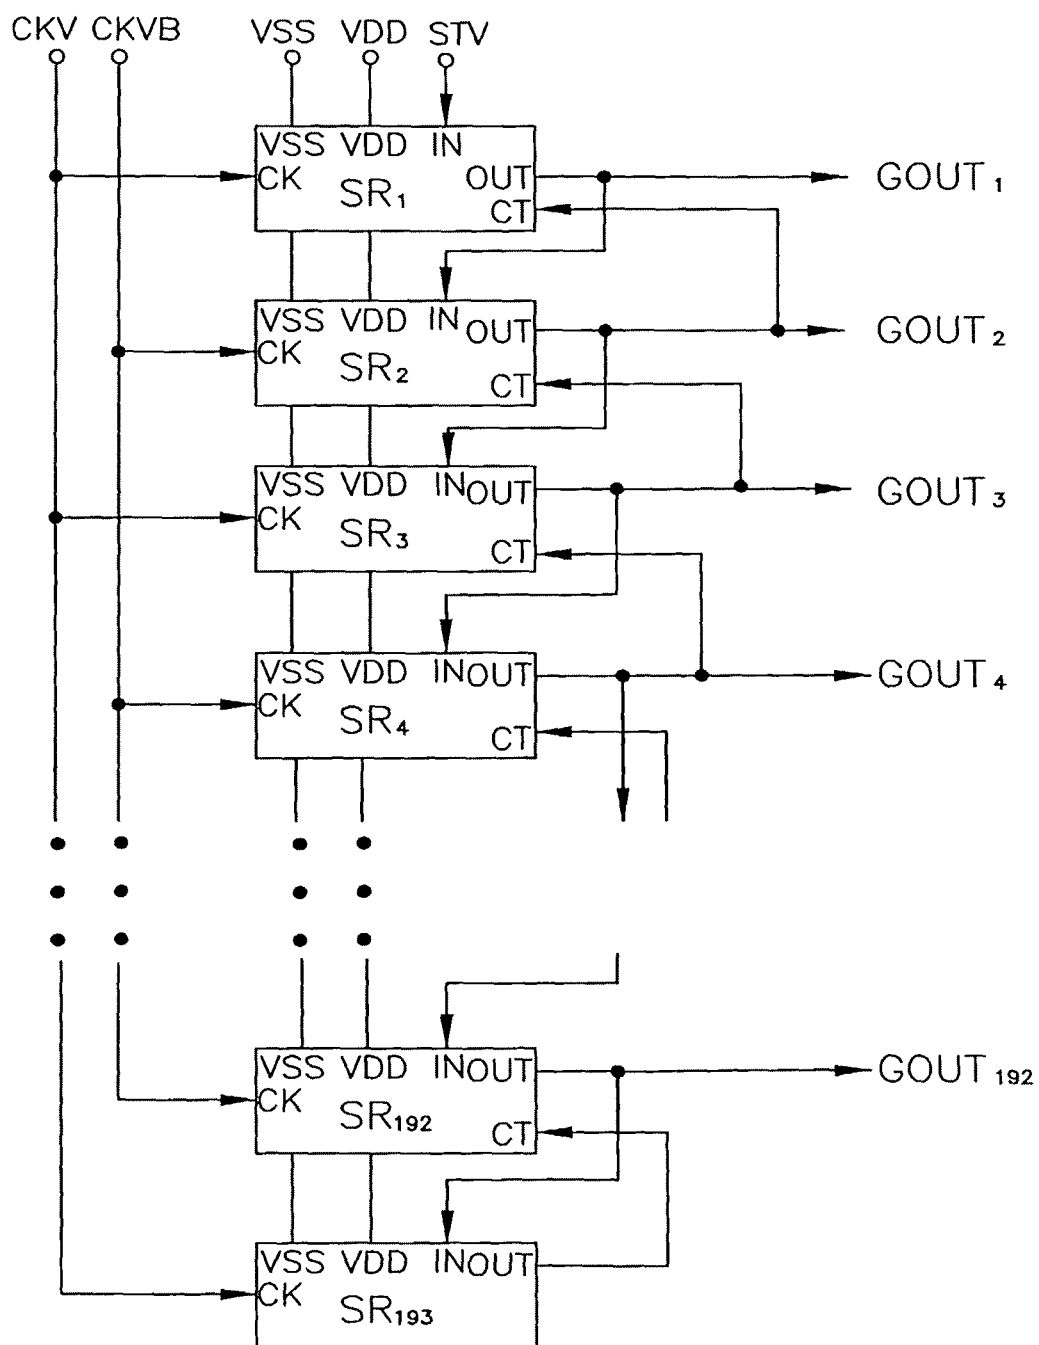 CKV CKVB VSS VDD STV
VSS VDD IN
CK SR1 OUT GOUT1
CT
VSS VDD IN OUT GOUT2
CK SR2 CT
VSS VDD IN OUT GOUT3
CK SR3 CT
VSS VDD IN OUT GOUT4
CK SR4 CT
VSS VDD IN OUT GOUT192
CK SR192 CT
VSS VDD IN OUT
CK SR193